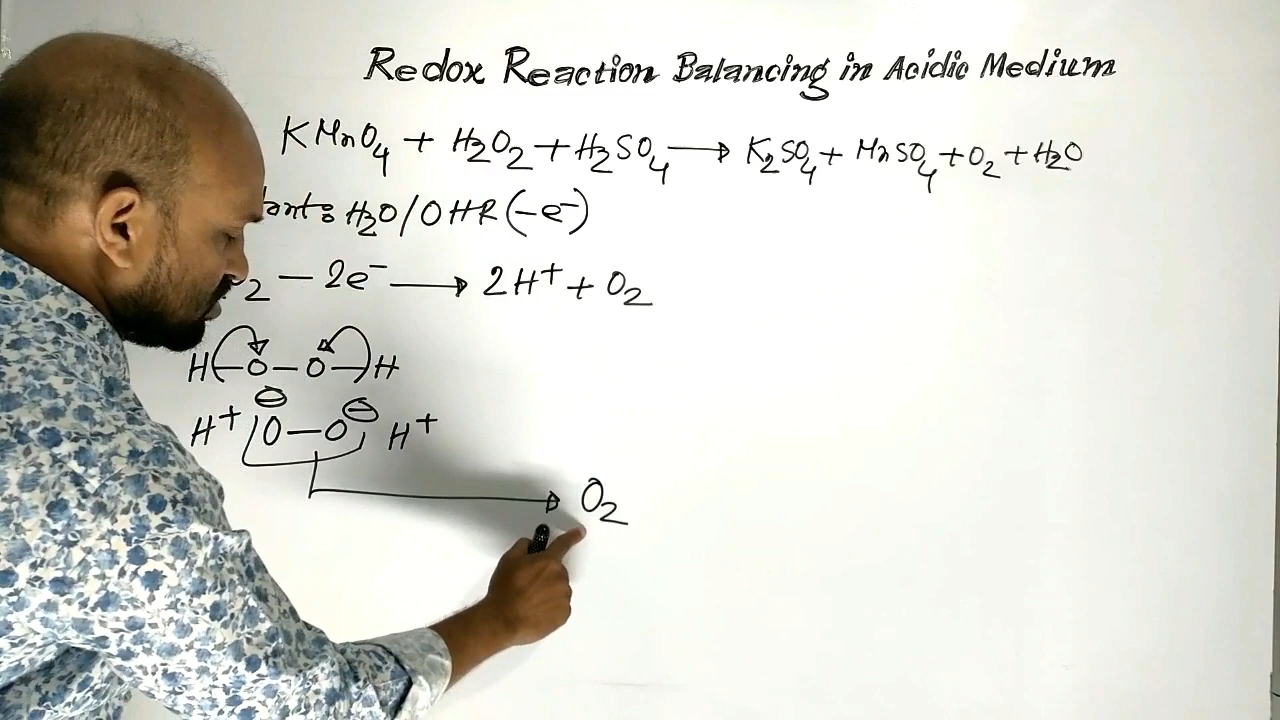 Redox Reaction Balancing in Acidic Medium
KMnO4 + H2O2 + H2SO4 → K2SO4 + MnSO4 + O2 + H2O
H2O/OHR(-e⁻)
2 — 2e⁻ → 2H⁺ + O2
H—O—O—H
⊖ ⊖
H⁺ O—O H⁺
→ O2